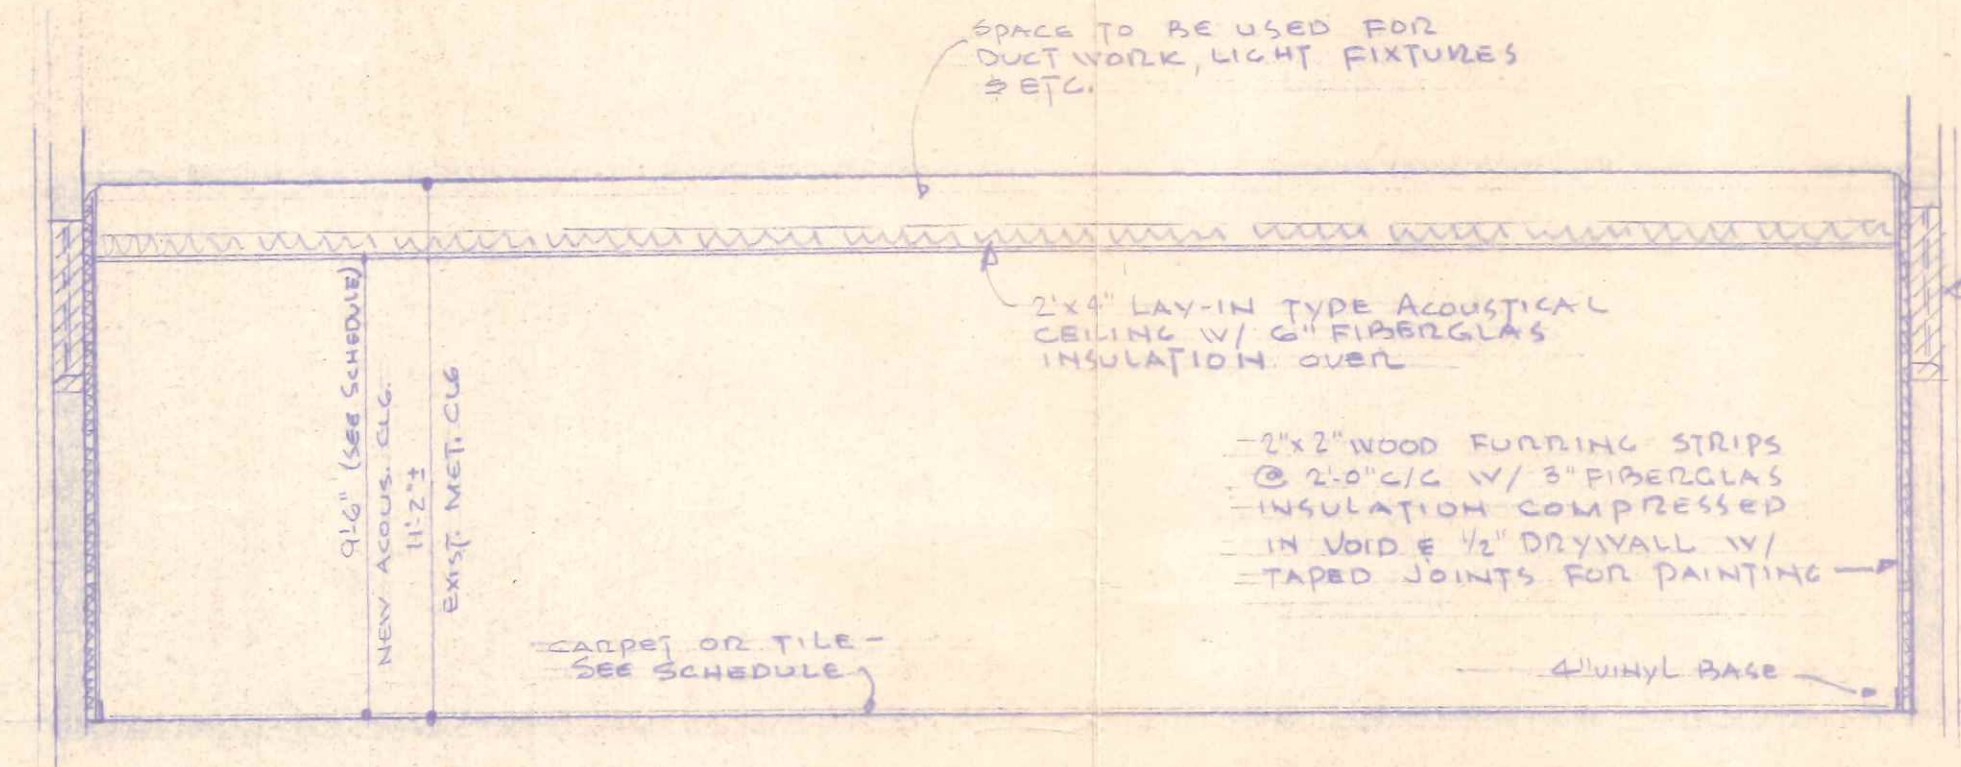 SPACE TO BE USED FOR
DUCT WORK, LIGHT FIXTURES
& ETC.
2'x4' LAY-IN TYPE ACOUSTICAL
CEILING W/ 6" FIBERGLAS
INSULATION OVER
9'-6" (SEE SCHEDULE)
NEW ACOUS. CLG.
11'-2"±
EXIST. MET. CLG
2"x2" WOOD FURRING STRIPS
@ 2'-0" C/C W/ 3" FIBERGLAS
INSULATION COMPRESSED
IN VOID & 1/2" DRYWALL W/
TAPED JOINTS FOR PAINTING
CARPET OR TILE -
SEE SCHEDULE
4" VINYL BASE